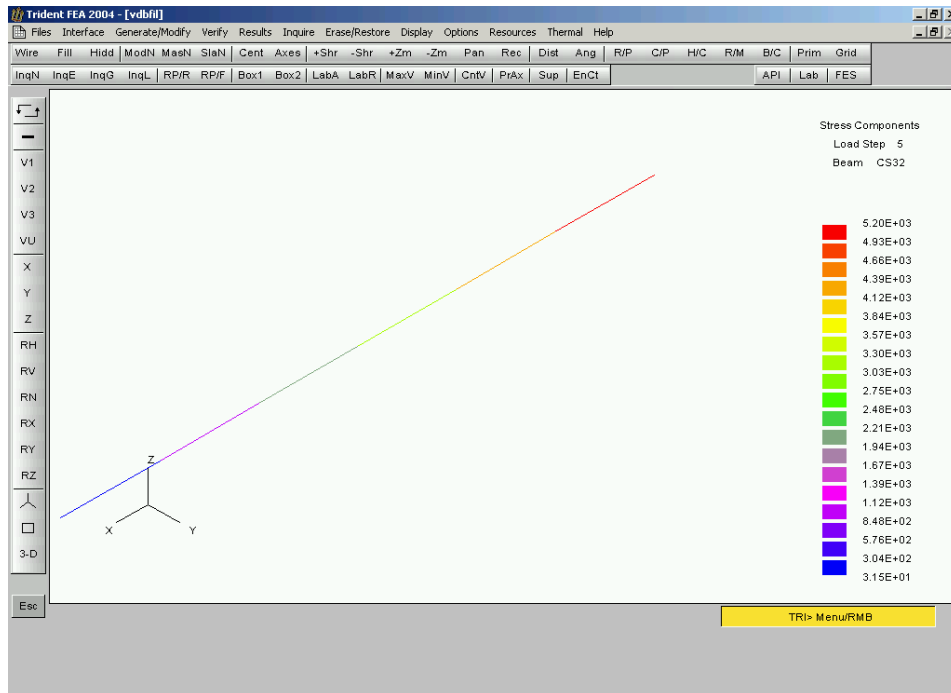 Trident FEA 2004 - [vdbfil]
Files Interface Generate/Modify Verify Results Inquire Erase/Restore Display Options Resources Thermal Help
Wire Fill Hidd ModN MasN SlaN Cent Axes +Shr -Shr +Zm -Zm Pan Rec Dist Ang R/P C/P H/C R/M B/C Prim Grid
InqN InqE InqG InqL RP/R RP/F Box1 Box2 LabA LabR MaxV MinV CntV PrAx Sup EnCt API Lab FES
V1
V2
V3
VU
X
Y
Z
RH
RV
RN
RX
RY
RZ
3-D
Esc
Z
X
Y
Stress Components
Load Step 5
Beam CS32
5.20E+03
4.93E+03
4.66E+03
4.39E+03
4.12E+03
3.84E+03
3.57E+03
3.30E+03
3.03E+03
2.75E+03
2.48E+03
2.21E+03
1.94E+03
1.67E+03
1.39E+03
1.12E+03
8.48E+02
5.76E+02
3.04E+02
3.15E+01
TRI> Menu/RMB